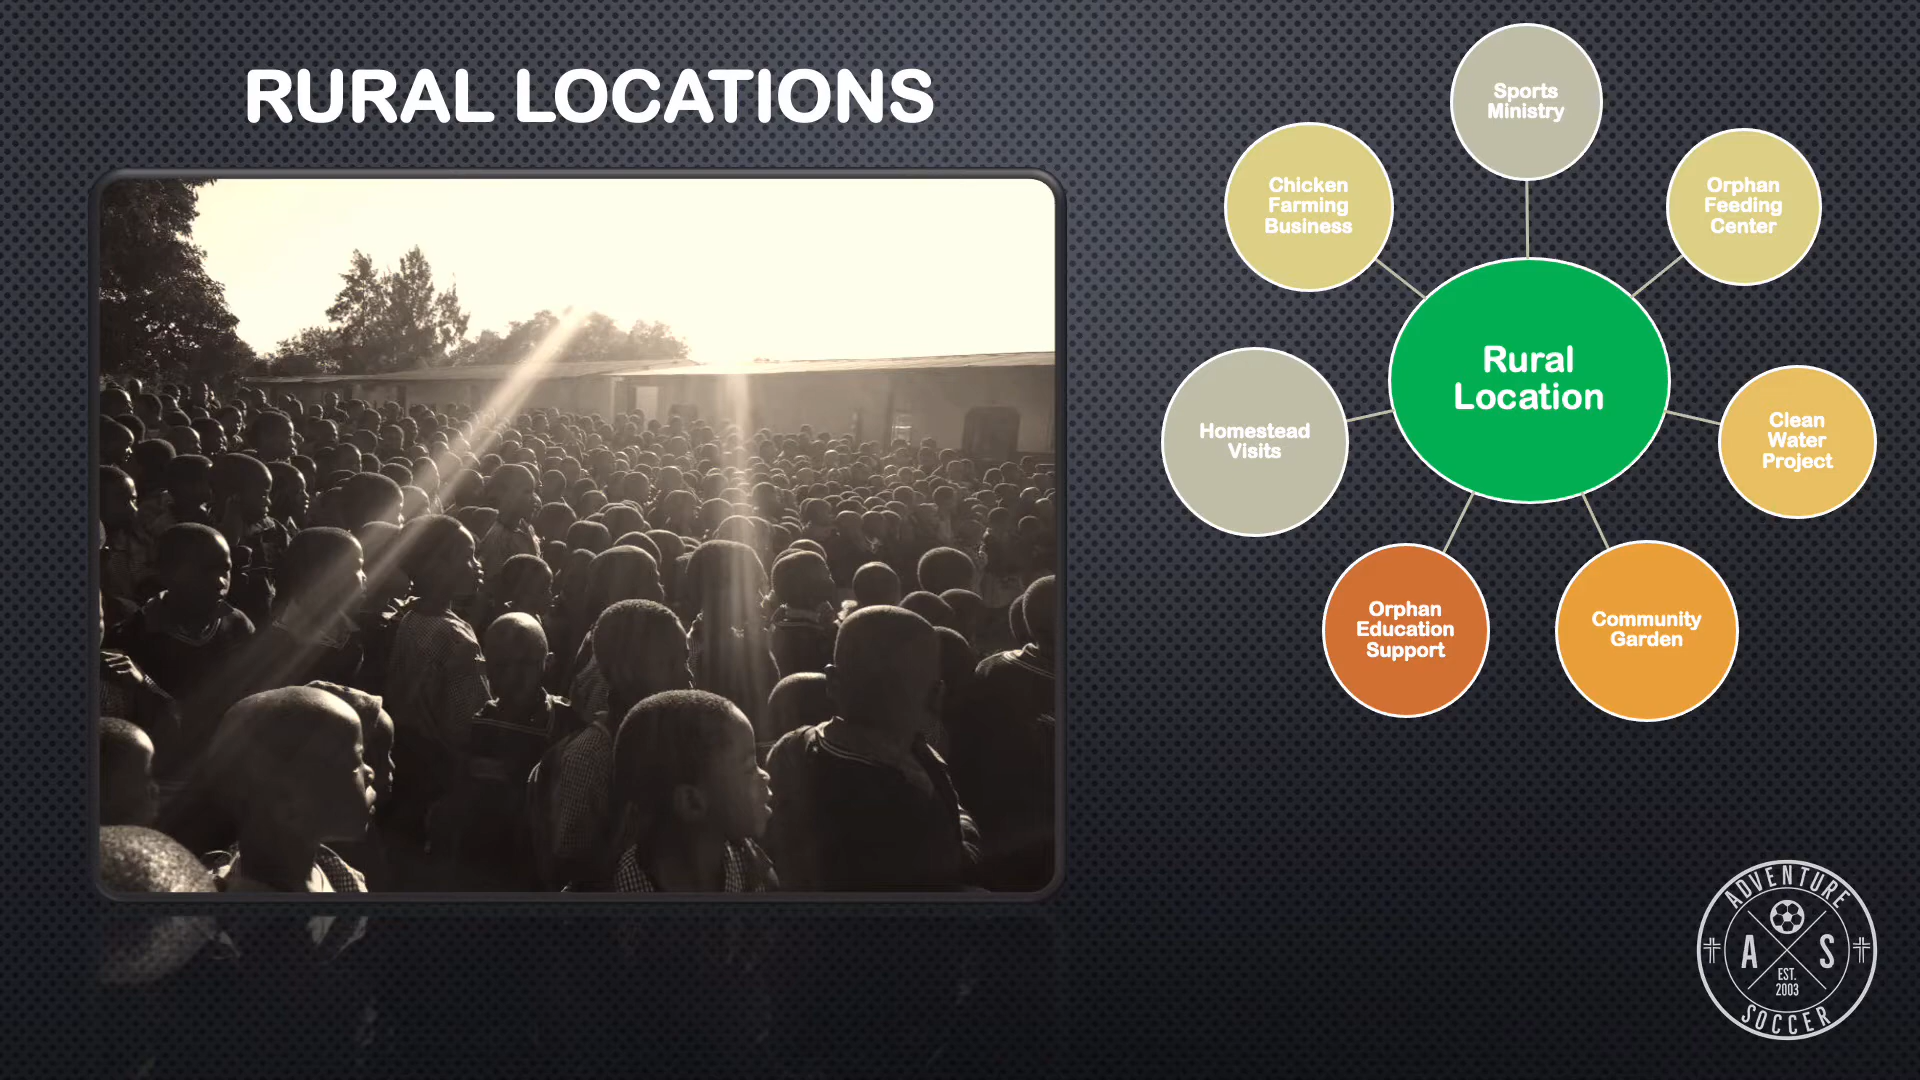 RURAL LOCATIONS
Sports
Ministry
Chicken
Farming
Business
Orphan
Feeding
Center
Rural
Location
Homestead
Visits
Clean
Water
Project
Orphan
Education
Support
Community
Garden
ADVENTURE
A S
EST.
2003
SOCCER